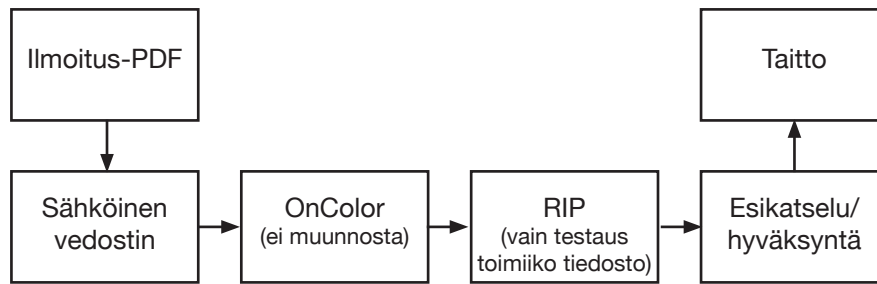 Ilmoitus-PDF
Taitto
Sähköinen
vedostin
OnColor
(ei muunnosta)
RIP
(vain testaus
toimiiko tiedosto)
Esikatselu/
hyväksyntä